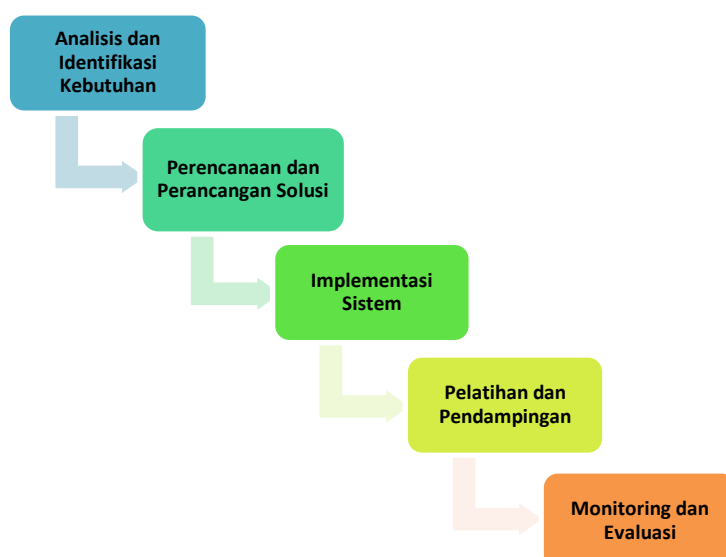 Analisis dan
Identifikasi
Kebutuhan
Perencanaan dan
Perancangan Solusi
Implementasi
Sistem
Pelatihan dan
Pendampingan
Monitoring dan
Evaluasi